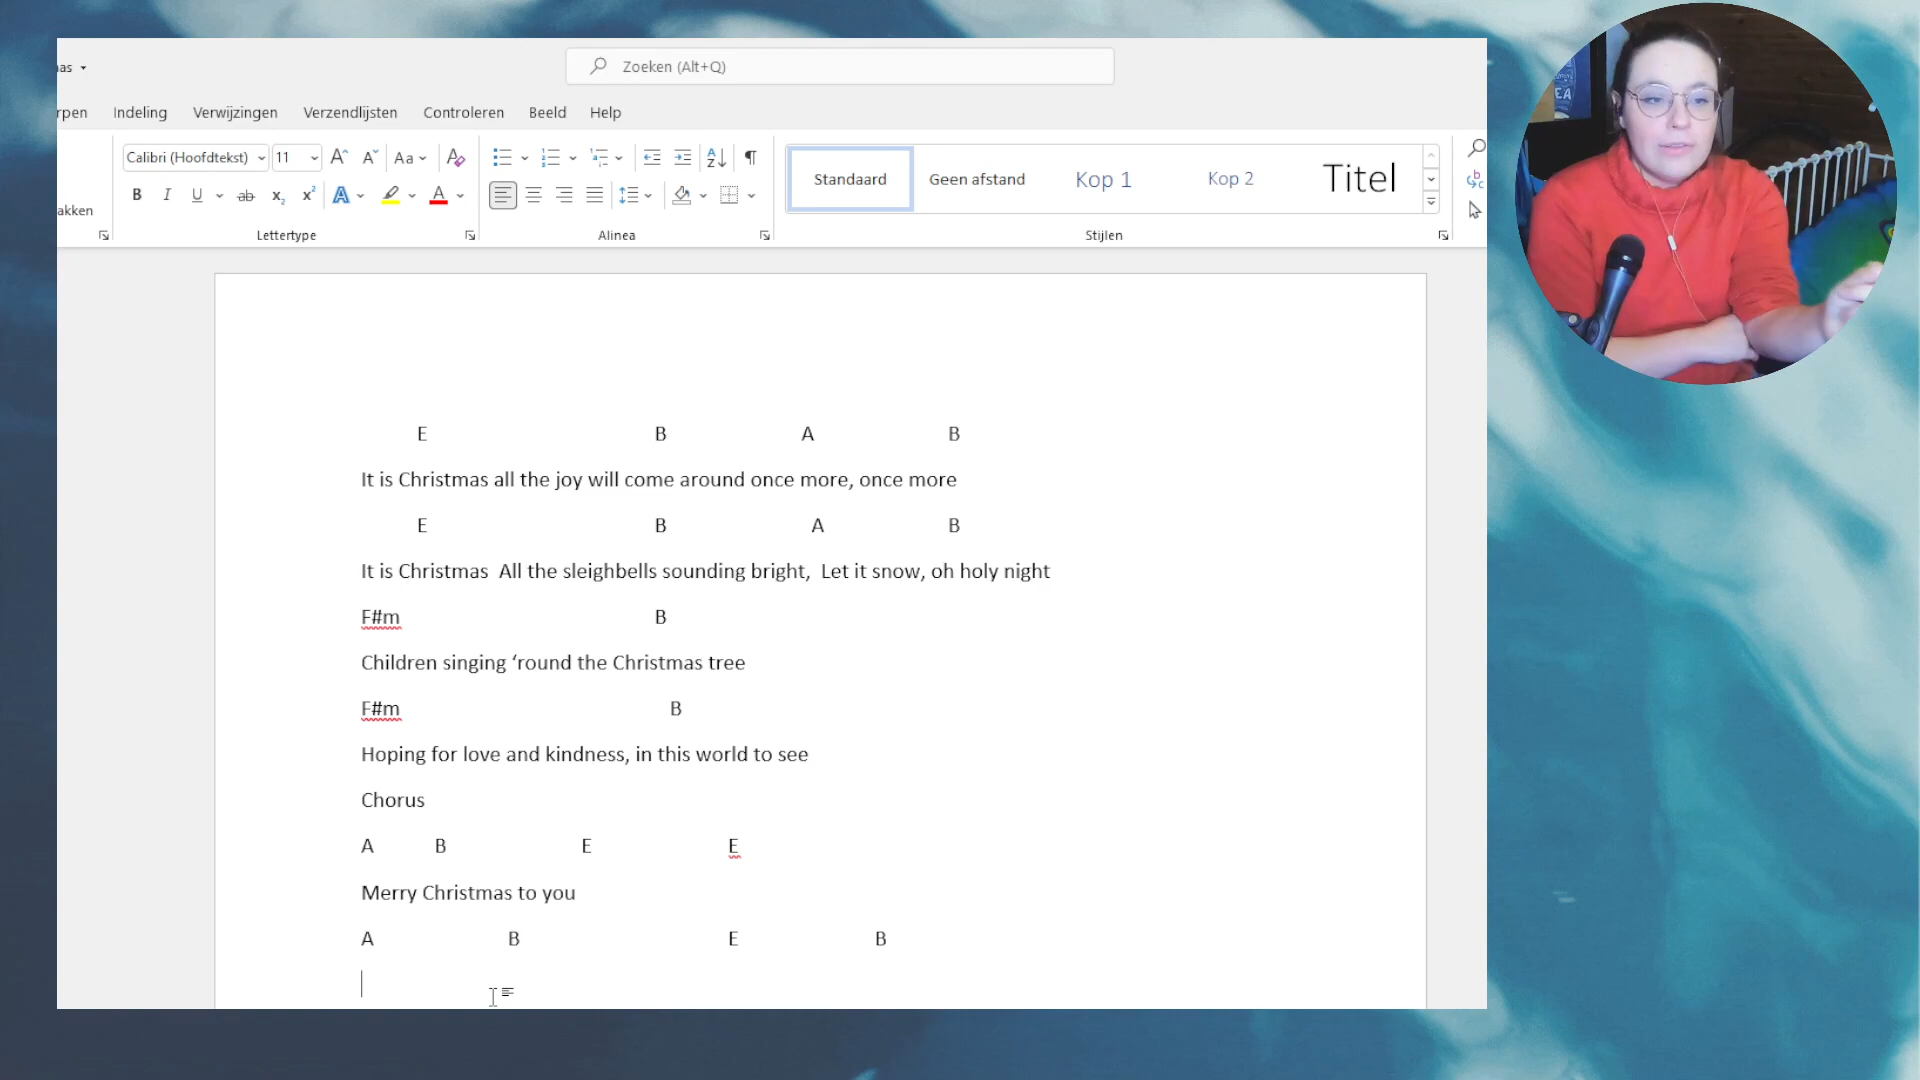 aas
Zoeken (Alt+Q)
rpen Indeling Verwijzingen Verzendlijsten Controleren Beeld Help
Calibri (Hoofdtekst) 11 Aa
akken
Lettertype
Alinea
Standaard Geen afstand Kop 1 Kop 2 Titel
Stijlen
EA
E B A B
It is Christmas all the joy will come around once more, once more
E B A B
It is Christmas All the sleighbells sounding bright, Let it snow, oh holy night
F#m B
Children singing ‘round the Christmas tree
F#m B
Hoping for love and kindness, in this world to see
Chorus
A B E E
Merry Christmas to you
A B E B